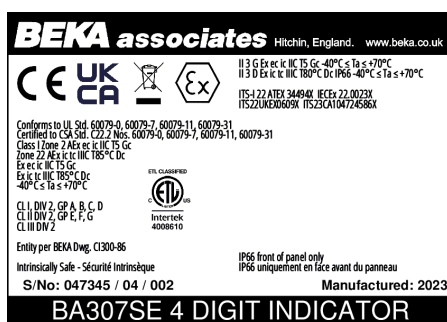 BEKA associates Hitchin, England. www.beka.co.uk
CE UK CA Ex
II 3 G Ex ec ic IIC T5 Gc -40°C ≤ Ta ≤ +70°C
II 3 D Ex ic tc IIIC T80°C Dc IP66 -40°C ≤ Ta ≤ +70°C
ITS-I 22 ATEX 34494X IECEx 22.0023X
ITS22UKEX0609X ITS23CA104724586X
Conforms to UL Std. 60079-0, 60079-7, 60079-11, 60079-31
Certified to CSA Std. C22.2 Nos. 60079-0, 60079-7, 60079-11, 60079-31
Class I Zone 2 AEx ec ic IIC T5 Gc
Zone 22 AEx ic tc IIIC T85°C Dc
Ex ec ic IIC T5 Gc
Ex ic tc IIIC T85°C Dc
-40°C ≤ Ta ≤ +70°C
CL I, DIV 2, GP A, B, C, D
CL II DIV 2, GP E, F, G
CL III DIV 2
ETL CLASSIFIED
ETL
Intertek
4008610
Entity per BEKA Dwg. CI300-86
Intrinsically Safe - Sécurité Intrinsèque
IP66 front of panel only
IP66 uniquement en face avant du panneau
S/No: 047345 / 04 / 002 Manufactured: 2023
BA307SE 4 DIGIT INDICATOR